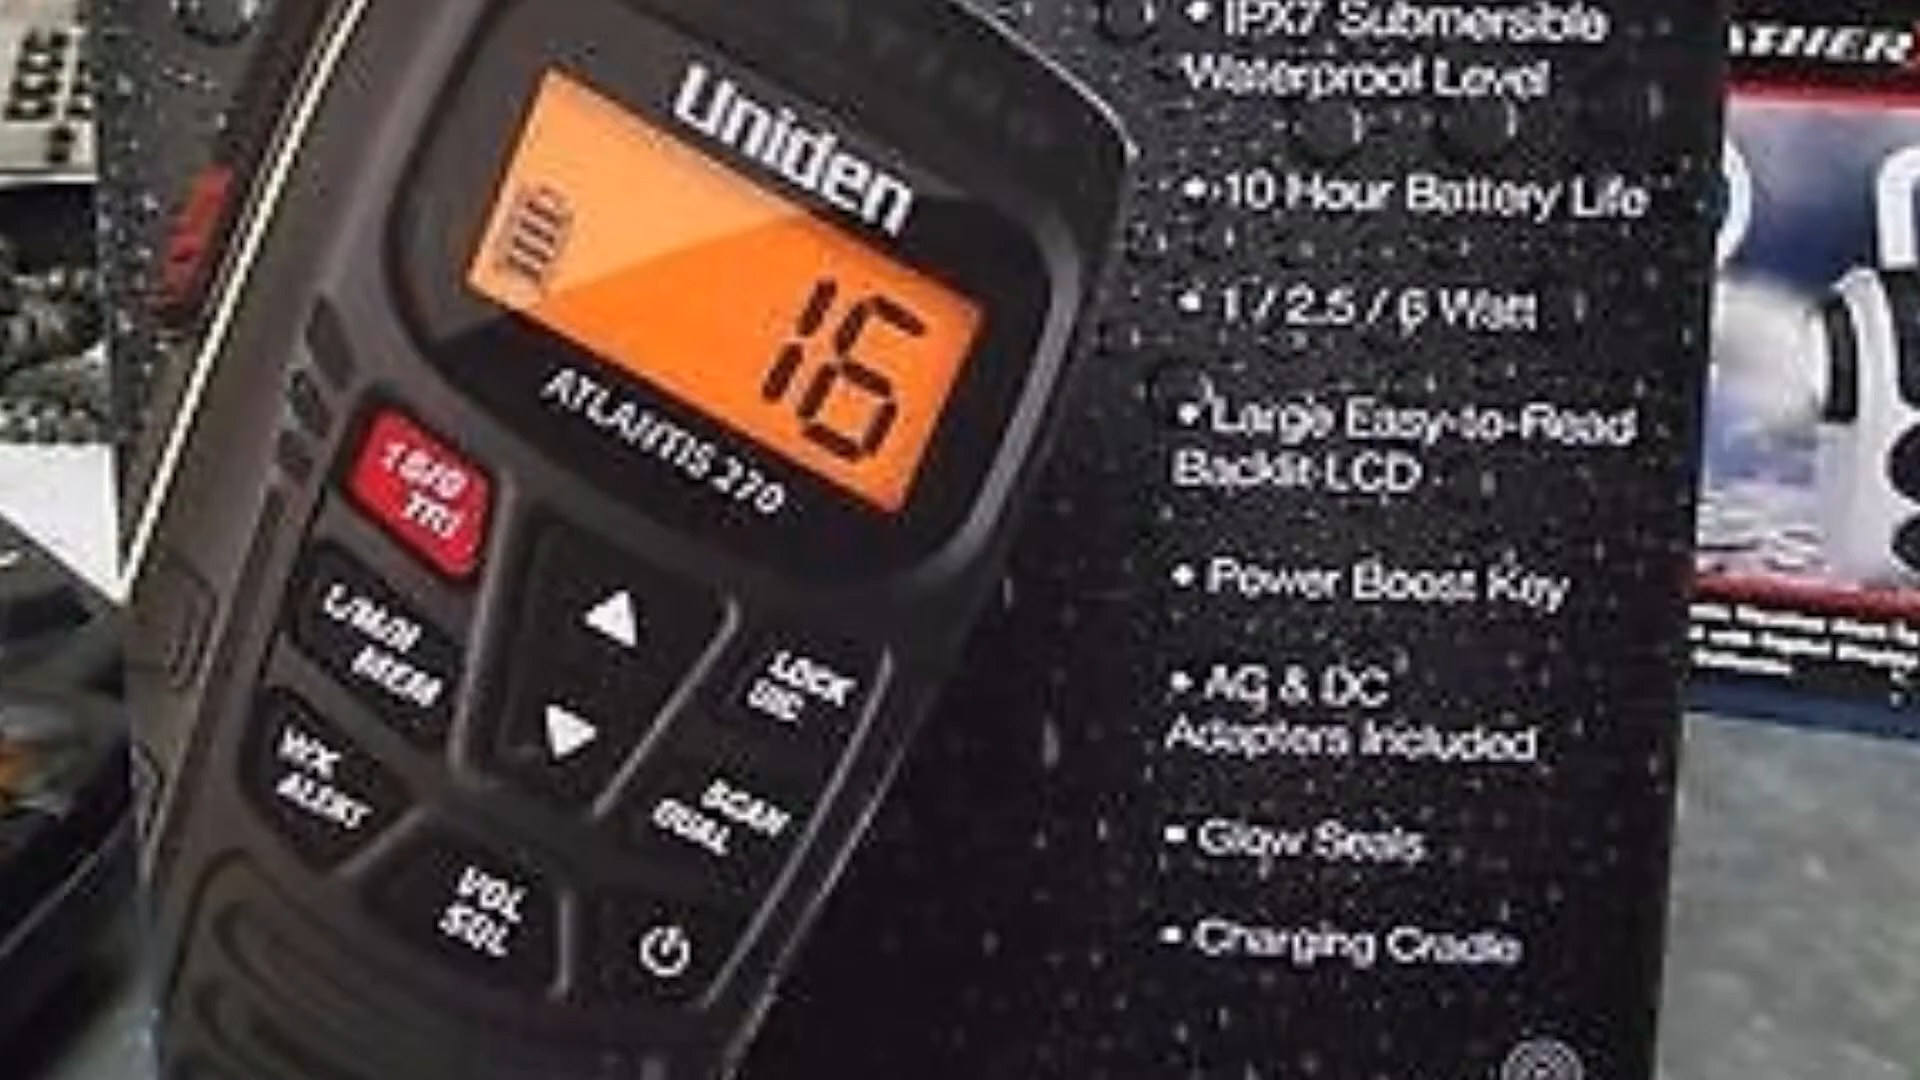 Uniden
16
ATLANTIS 270
16/9
TRI
MEM
LOCK
WX
ALERT
SCAN
DUAL
VOL
SQL
• IPX7 Submersible
Waterproof Level
• 10 Hour Battery Life
• 1 / 2.5 / 6 Watt
• Large Easy-to-Read
Backlit LCD
• Power Boost Key
• AC & DC
Adapters Included
• Glow Seals
• Charging Cradle